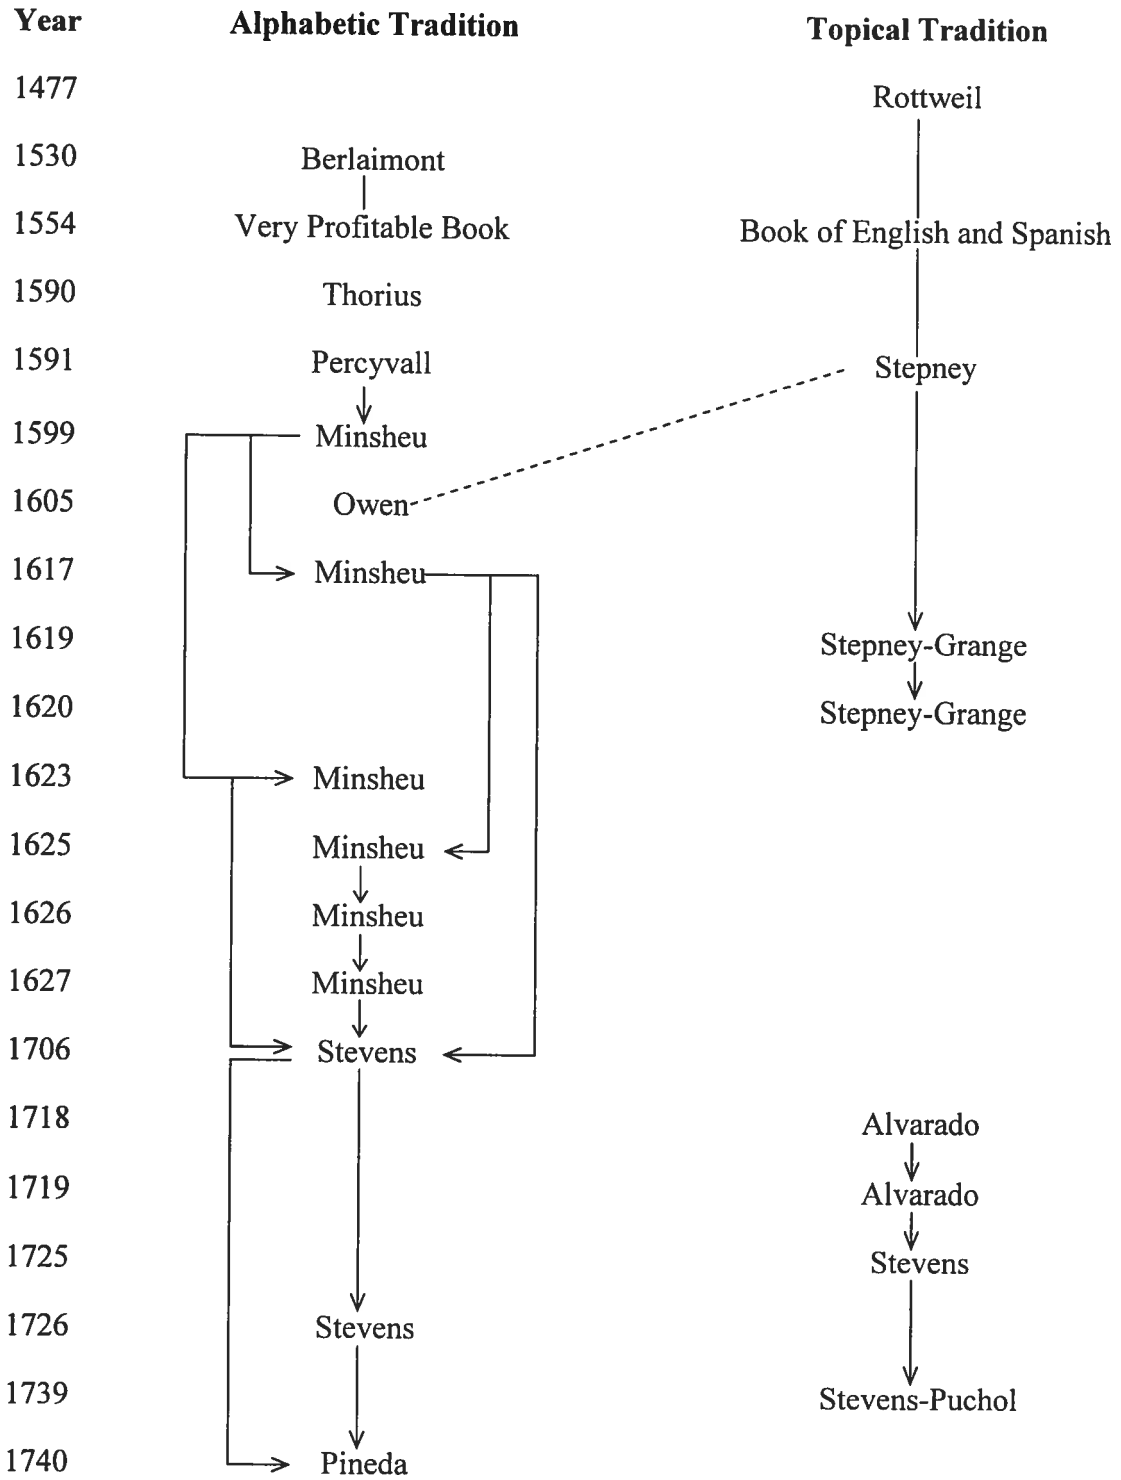 Year Alphabetic Tradition Topical Tradition
1477 Rottweil
1530 Berlaimont
1554 Very Profitable Book Book of English and Spanish
1590 Thorius
1591 Percyvall Stepney
1599 Minsheu
1605 Owen
1617 Minsheu
1619 Stepney-Grange
1620 Stepney-Grange
1623 Minsheu
1625 Minsheu
1626 Minsheu
1627 Minsheu
1706 Stevens
1718 Alvarado
1719 Alvarado
1725 Stevens
1726 Stevens
1739 Stevens-Puchol
1740 Pineda